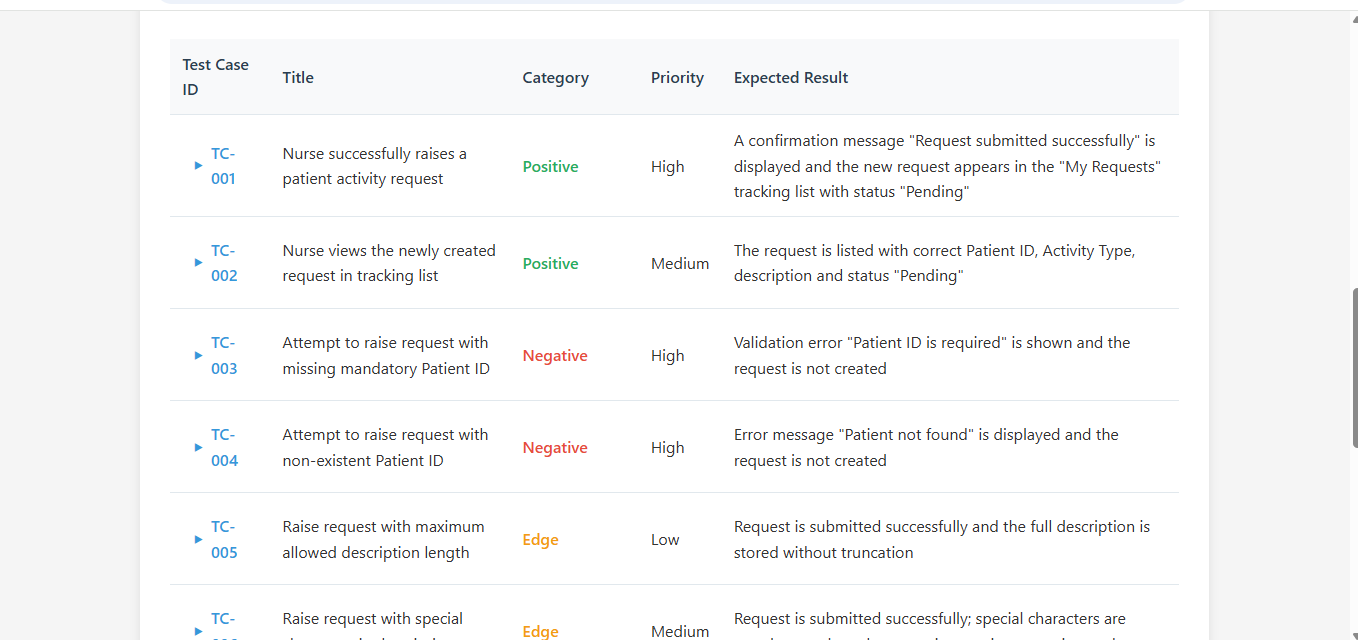 Test Case
ID
Title
Category
Priority
Expected Result
TC-
001
Nurse successfully raises a
patient activity request
Positive
High
A confirmation message "Request submitted successfully" is
displayed and the new request appears in the "My Requests"
tracking list with status "Pending"
TC-
002
Nurse views the newly created
request in tracking list
Positive
Medium
The request is listed with correct Patient ID, Activity Type,
description and status "Pending"
TC-
003
Attempt to raise request with
missing mandatory Patient ID
Negative
High
Validation error "Patient ID is required" is shown and the
request is not created
TC-
004
Attempt to raise request with
non-existent Patient ID
Negative
High
Error message "Patient not found" is displayed and the
request is not created
TC-
005
Raise request with maximum
allowed description length
Edge
Low
Request is submitted successfully and the full description is
stored without truncation
TC-
Raise request with special
Edge
Medium
Request is submitted successfully; special characters are